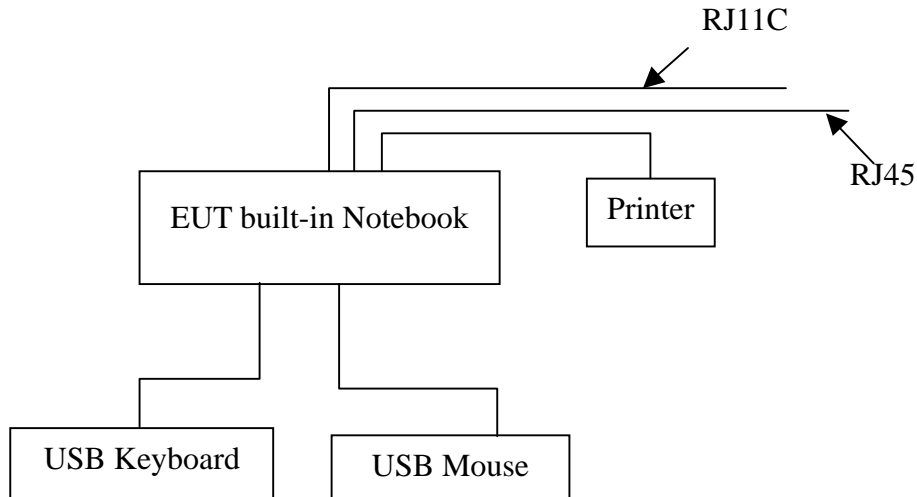 RJ11C
RJ45
EUT built-in Notebook
Printer
USB Keyboard
USB Mouse